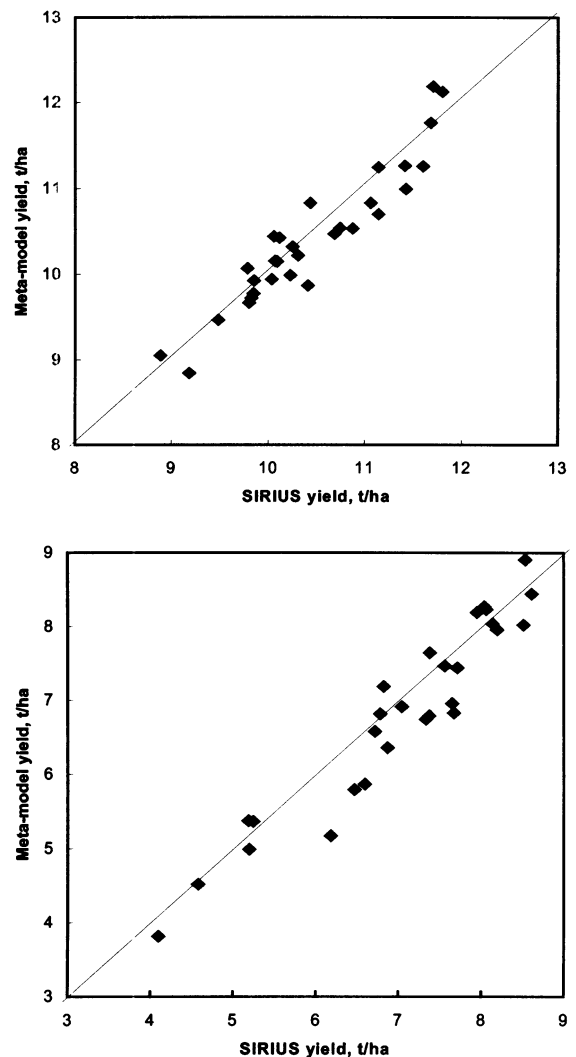 13
12
11
10
9
8
Meta-model yield, t/ha
8 9 10 11 12 13
SIRIUS yield, t/ha
9
8
7
6
5
4
3
Meta-model yield, t/ha
3 4 5 6 7 8 9
SIRIUS yield, t/ha